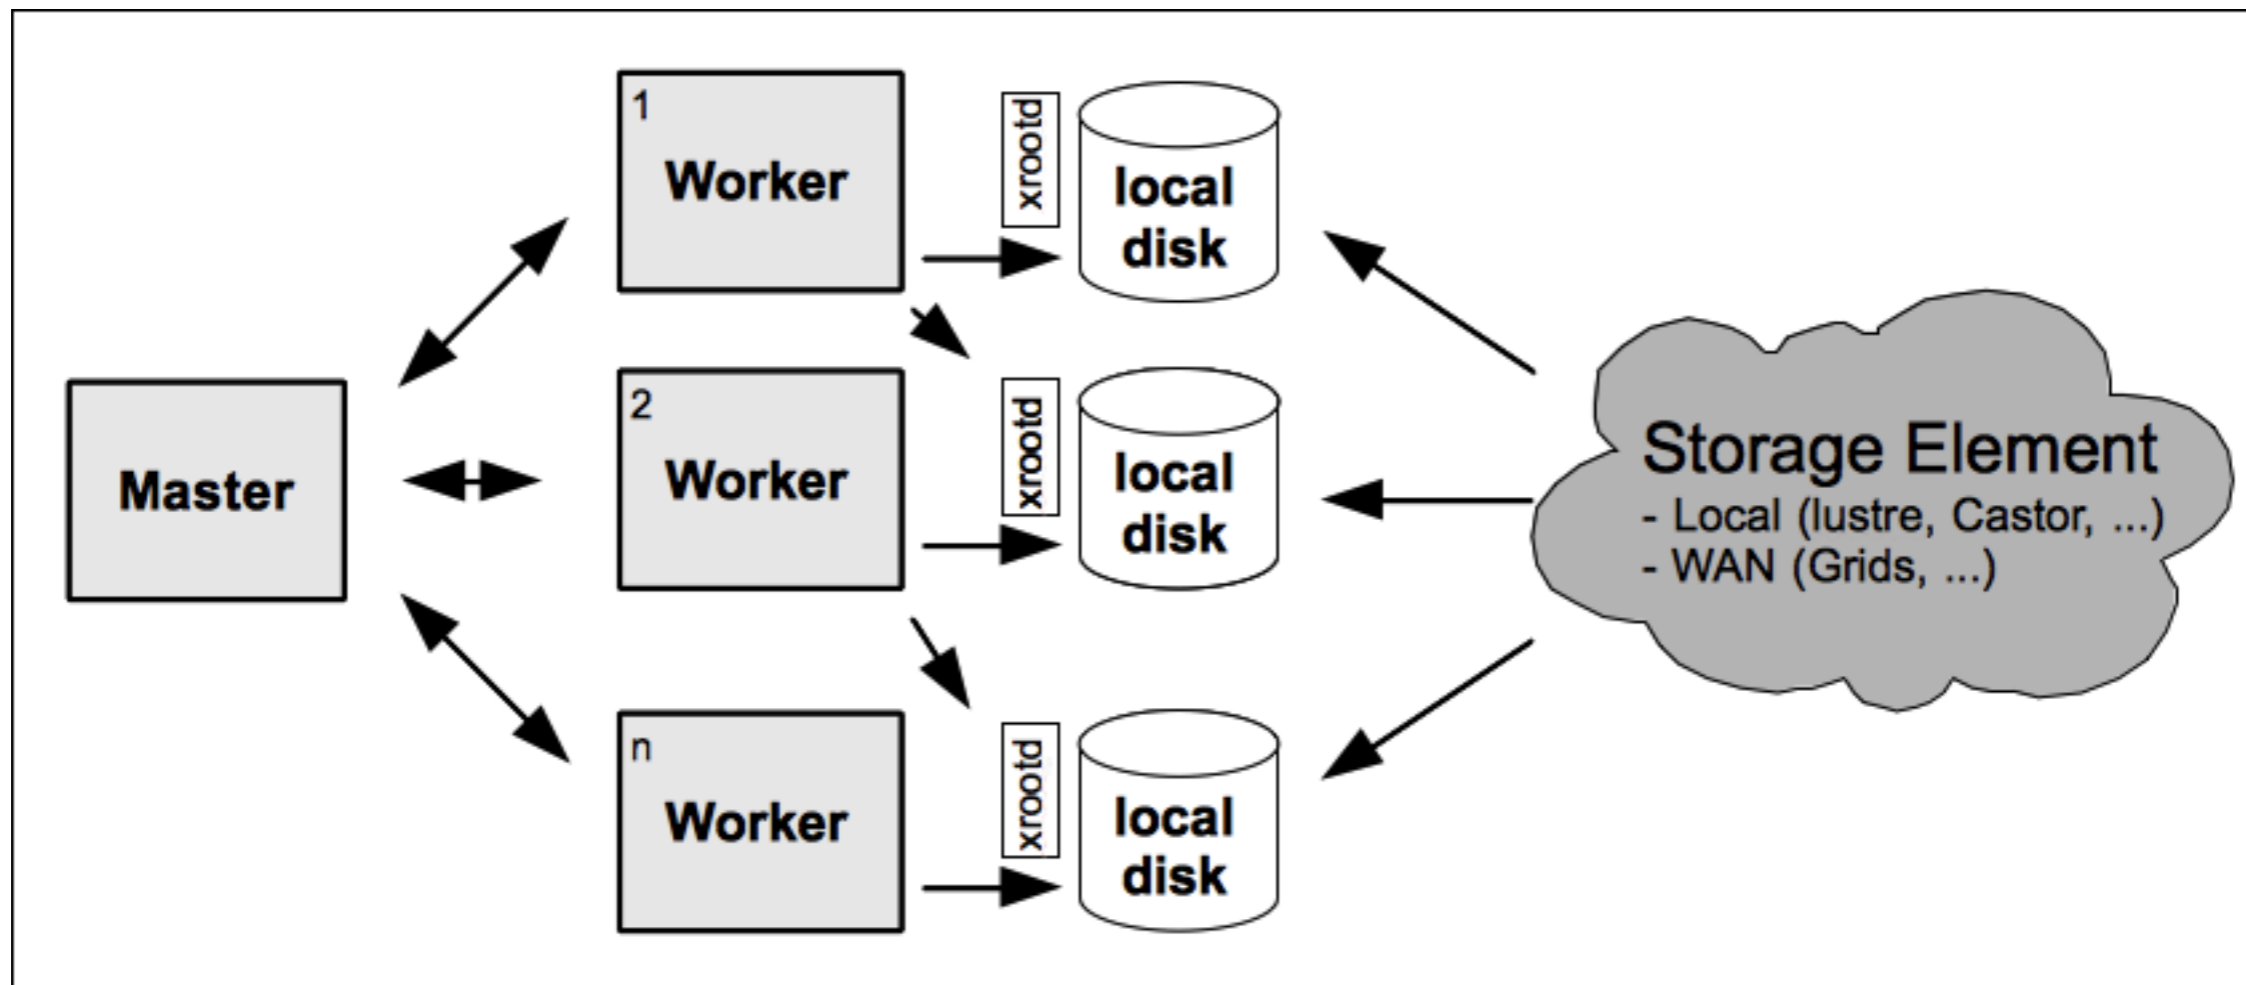 1
Worker
xrootd
local
disk
Master
2
Worker
xrootd
local
disk
Storage Element
- Local (lustre, Castor, ...)
- WAN (Grids, ...)
n
Worker
xrootd
local
disk